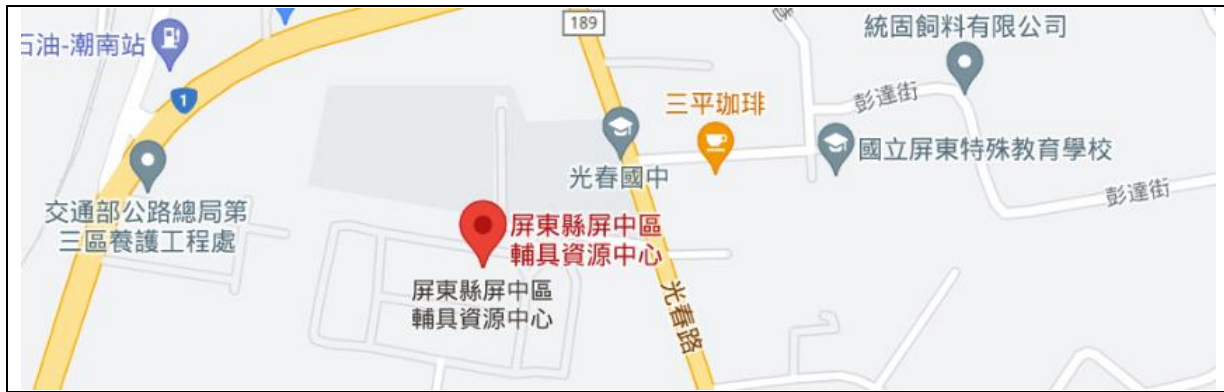 189
統固飼料有限公司
石油-潮南站
1
三平珈琲
彭達街
光春國中
國立屏東特殊教育學校
彭達街
交通部公路總局第
三區養護工程處
屏東縣屏中區
輔具資源中心
屏東縣屏中區
輔具資源中心
光春路